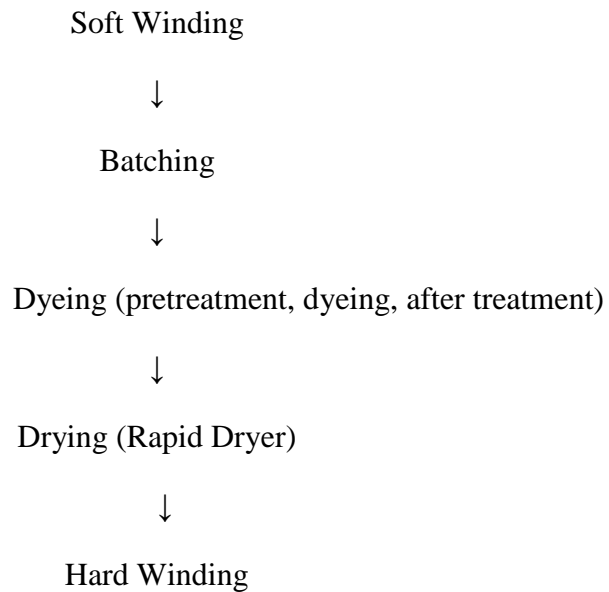 Soft Winding
↓
Batching
↓
Dyeing (pretreatment, dyeing, after treatment)
↓
Drying (Rapid Dryer)
↓
Hard Winding